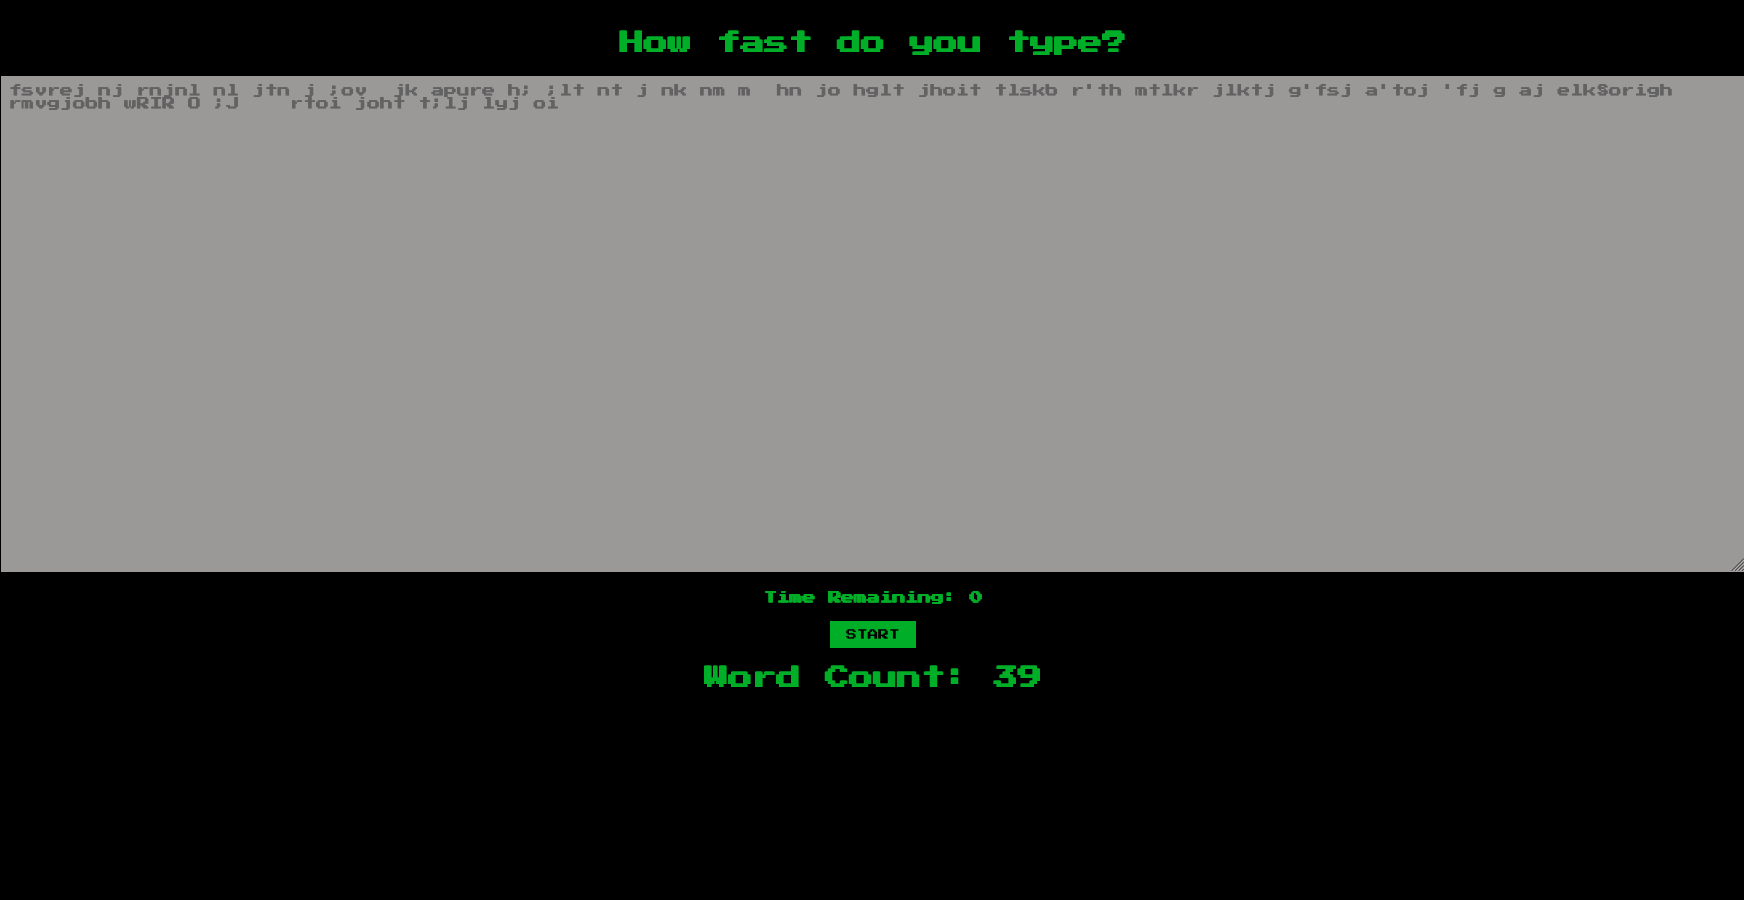 How fast do you type?
fsvrej nj rnjnl nl jtn j ;ov  jk apure h; ;lt nt j nk nm m  hn jo hglt jhoit tlskb r'th mtlkr jlktj g'fsj a'toj 'fj g aj elk$origh
rmvgjobh wRIR O ;J    rtoi joht t;lj lyj oi
Time Remaining: 0
START
Word Count: 39